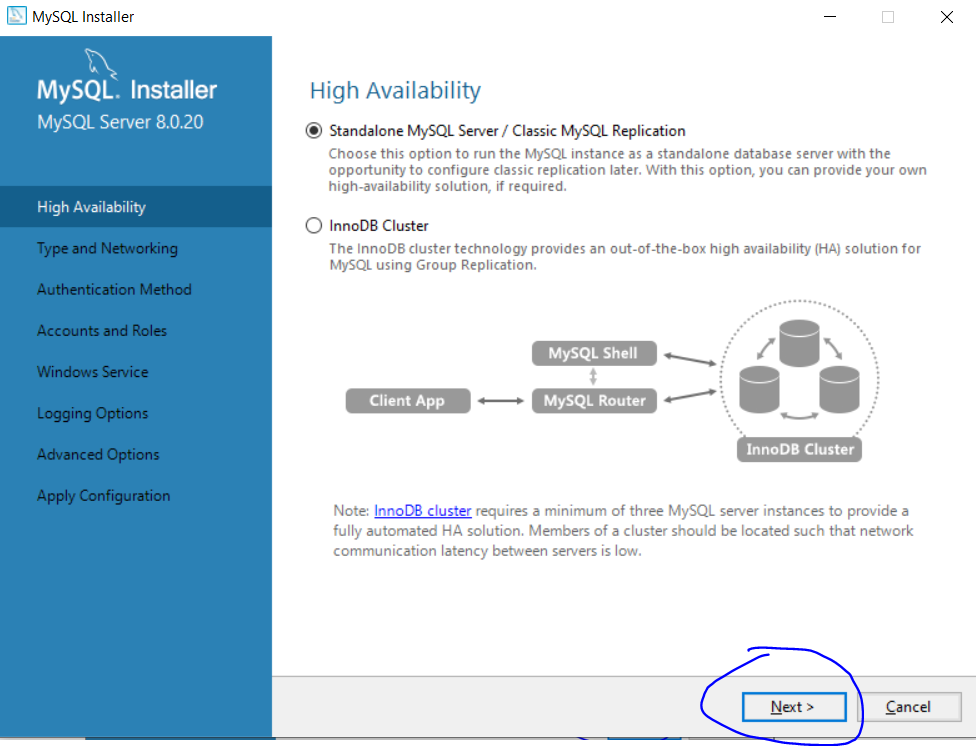 MySQL Installer
MySQL. Installer
MySQL Server 8.0.20
High Availability
Type and Networking
Authentication Method
Accounts and Roles
Windows Service
Logging Options
Advanced Options
Apply Configuration
High Availability
Standalone MySQL Server / Classic MySQL Replication
Choose this option to run the MySQL instance as a standalone database server with the
opportunity to configure classic replication later. With this option, you can provide your own
high-availability solution, if required.
InnoDB Cluster
The InnoDB cluster technology provides an out-of-the-box high availability (HA) solution for
MySQL using Group Replication.
MySQL Shell
Client App
MySQL Router
InnoDB Cluster
Note: InnoDB cluster requires a minimum of three MySQL server instances to provide a
fully automated HA solution. Members of a cluster should be located such that network
communication latency between servers is low.
Next >
Cancel